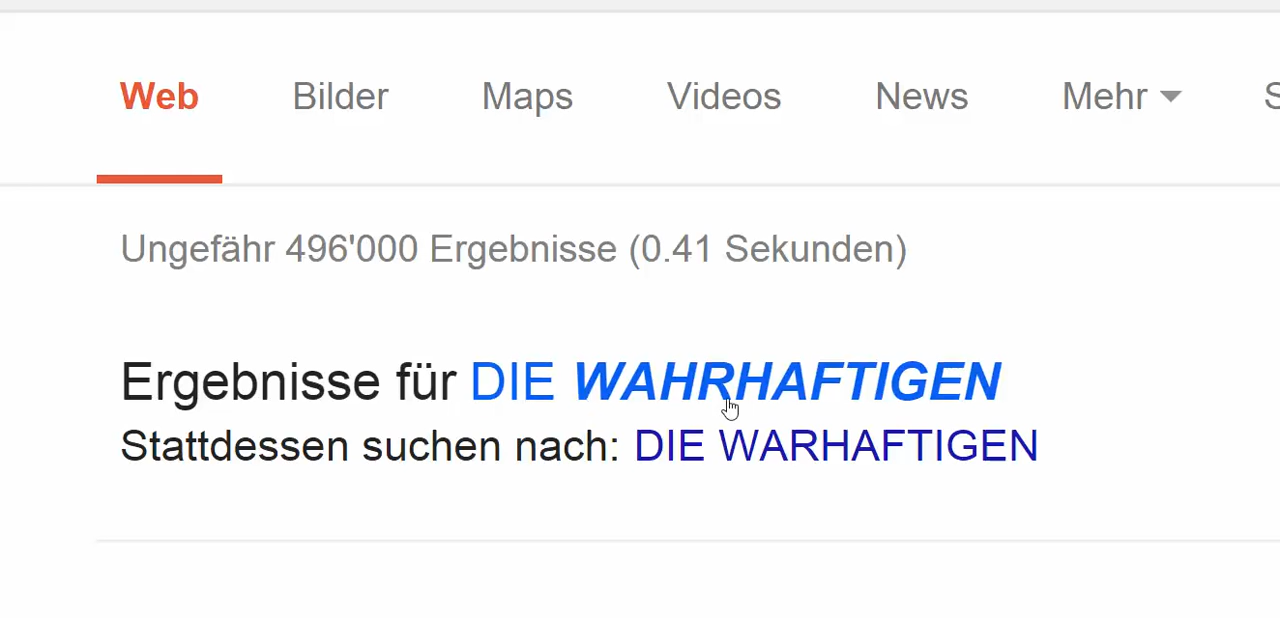 Web Bilder Maps Videos News Mehr
Ungefähr 496'000 Ergebnisse (0.41 Sekunden)
Ergebnisse für DIE WAHRHAFTIGEN
Stattdessen suchen nach: DIE WARHAFTIGEN